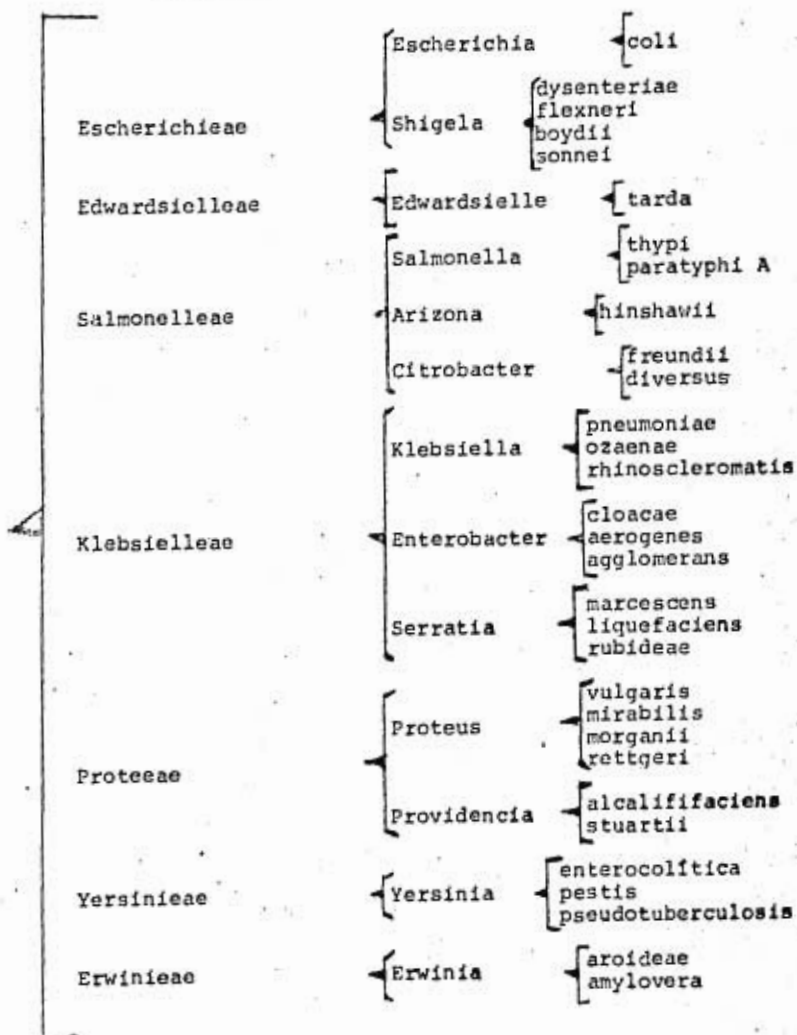 Escherichia coli
dysenteriae
flexneri
Escherichieae Shigela boydii
sonnei
Edwardsielleae Edwardsielle tarda
Salmonella thypi
paratyphi A
Salmonelleae Arizona hinshawii
Citrobacter freundii
diversus
pneumoniae
Klebsiella ozaenae
rhinoscleromatis
cloacae
Klebsielleae Enterobacter aerogenes
agglomerans
marcescens
Serratia liquefaciens
rubideae
vulgaris
Proteus mirabilis
morganii
rettgeri
Proteeae
Providencia alcalififaciens
stuartii
enterocolítica
Yersinieae Yersinia pestis
pseudotuberculosis
Erwinieae Erwinia aroideae
amylovera